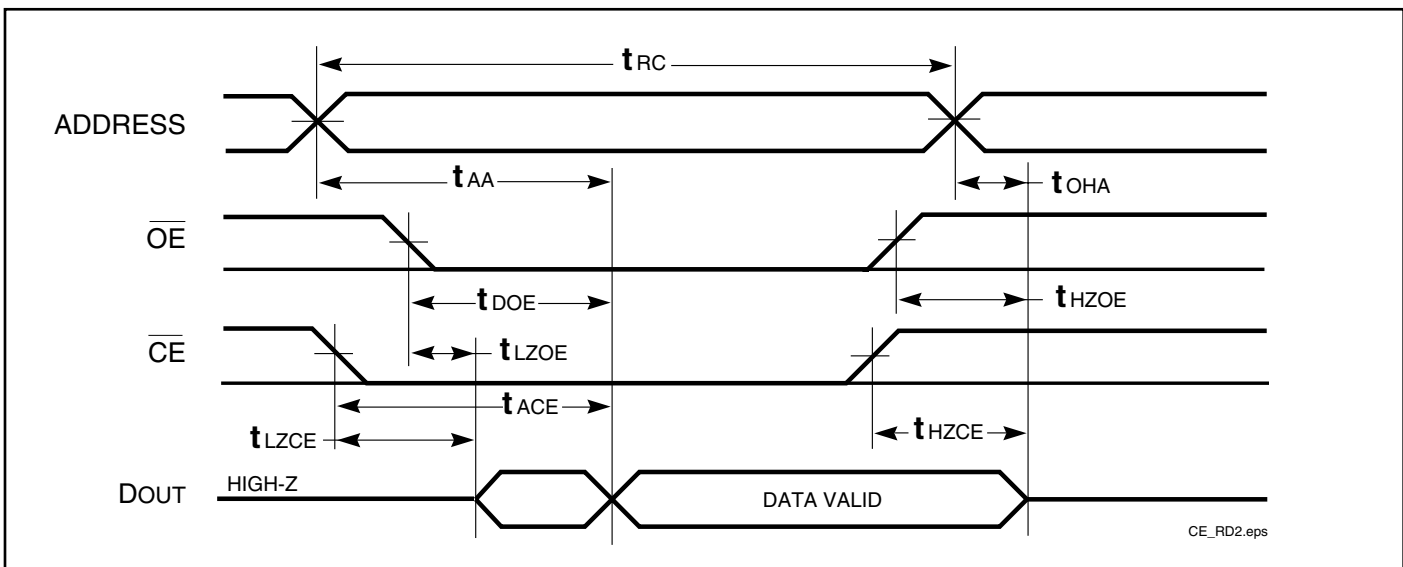 tRC
ADDRESS
tAA
tOHA
OE
tDOE
tHZOE
CE
tLZOE
tACE
tLZCE
tHZCE
DOUT
HIGH-Z
DATA VALID
CE_RD2.eps